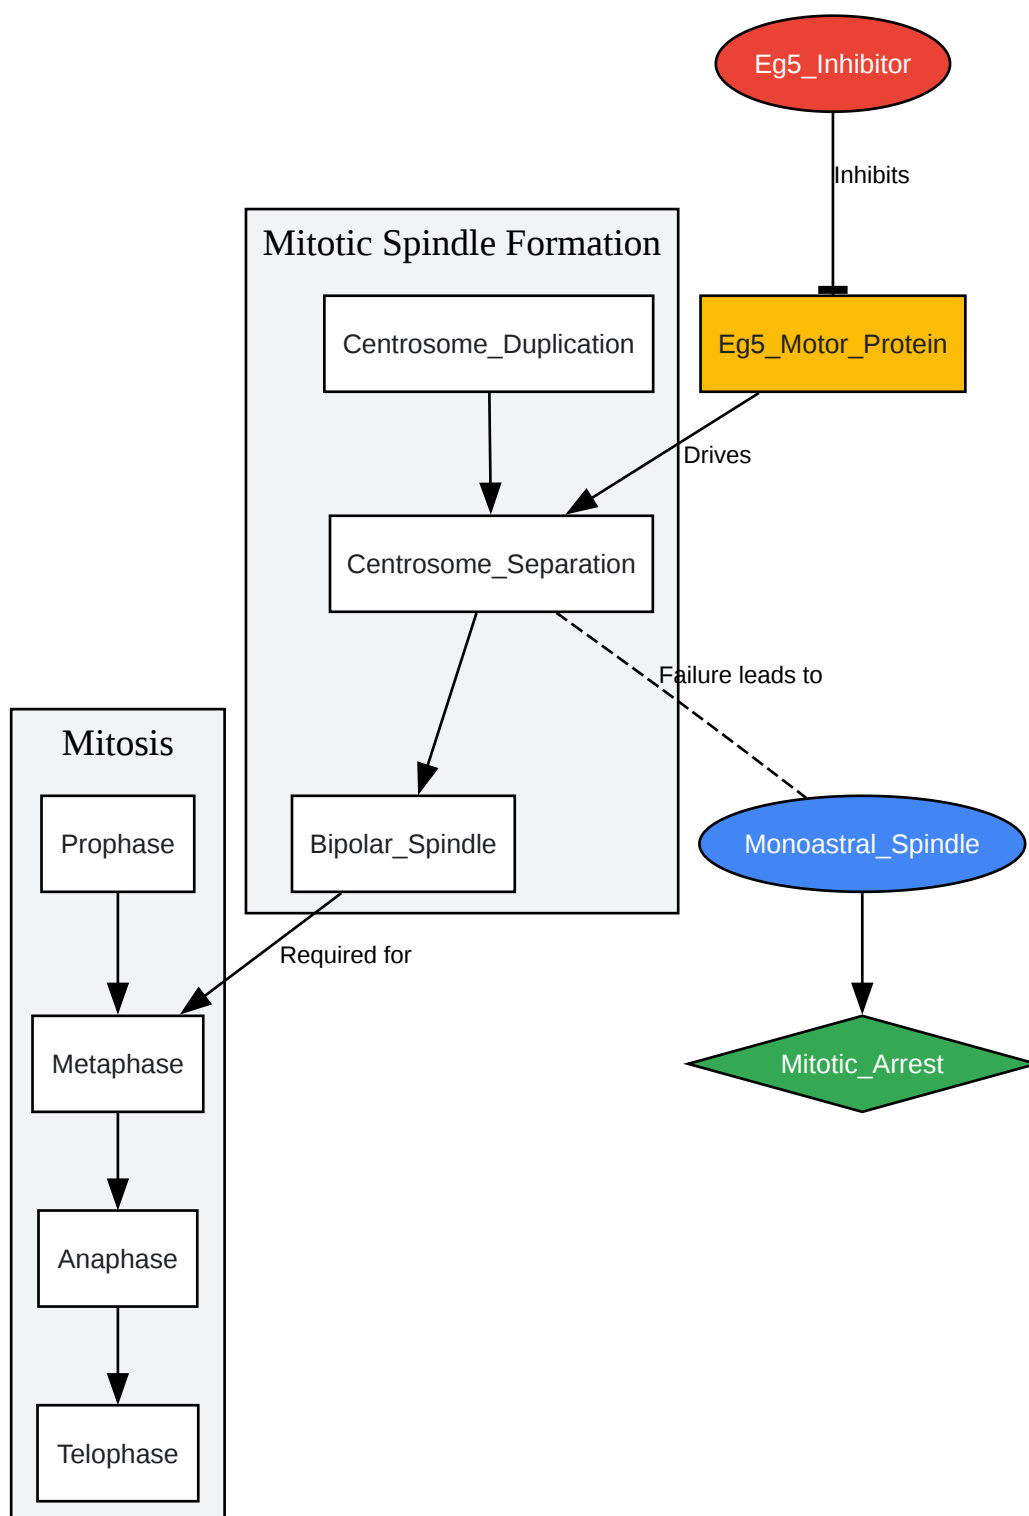 Eg5_Inhibitor
Inhibits
Mitotic Spindle Formation
Centrosome_Duplication
Eg5_Motor_Protein
Drives
Centrosome_Separation
Failure leads to
Mitosis
Prophase
Bipolar_Spindle
Monoastral_Spindle
Required for
Metaphase
Mitotic_Arrest
Anaphase
Telophase